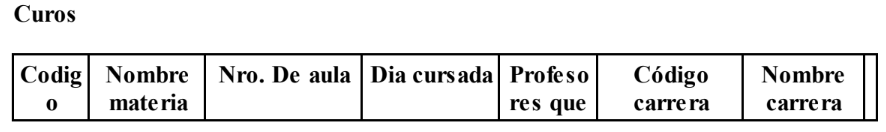 Curos
Codig Nombre Nro. De aula Dia cursada Profeso Código Nombre
o materia res que carrera carrera